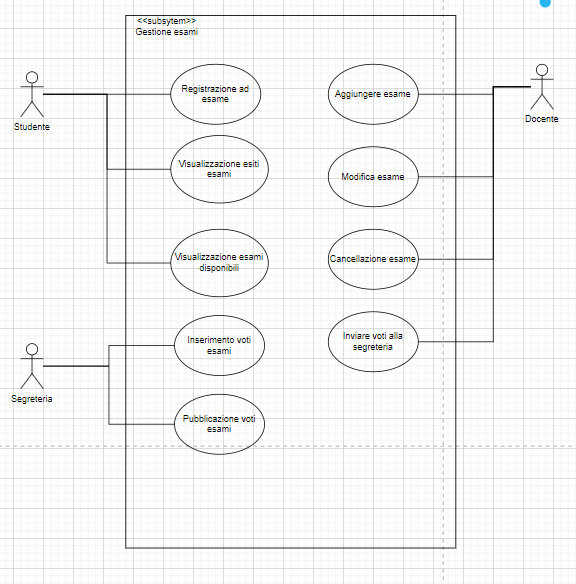 <<subsytem>>
Gestione esami
Studente
Registrazione ad
esame
Visualizzazione esiti
esami
Visualizzazione esami
disponibili
Segreteria
Inserimento voti
esami
Pubblicazione voti
esami
Aggiungere esame
Modifica esame
Cancellazione esame
Inviare voti alla
segreteria
Docente